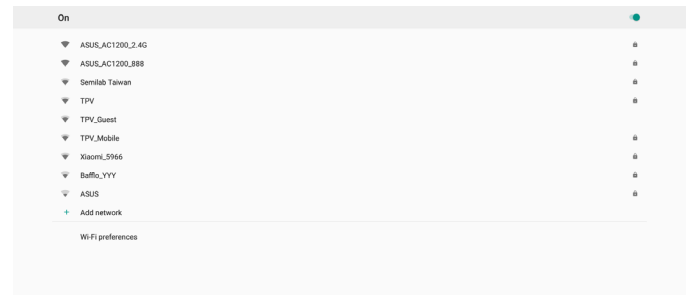 On
ASUS_AC1200_2.4G
ASUS_AC1200_888
Semilab Taiwan
TPV
TPV_Guest
TPV_Mobile
Xiaomi_5966
Bafflo_YYY
ASUS
+ Add network
Wi-Fi preferences